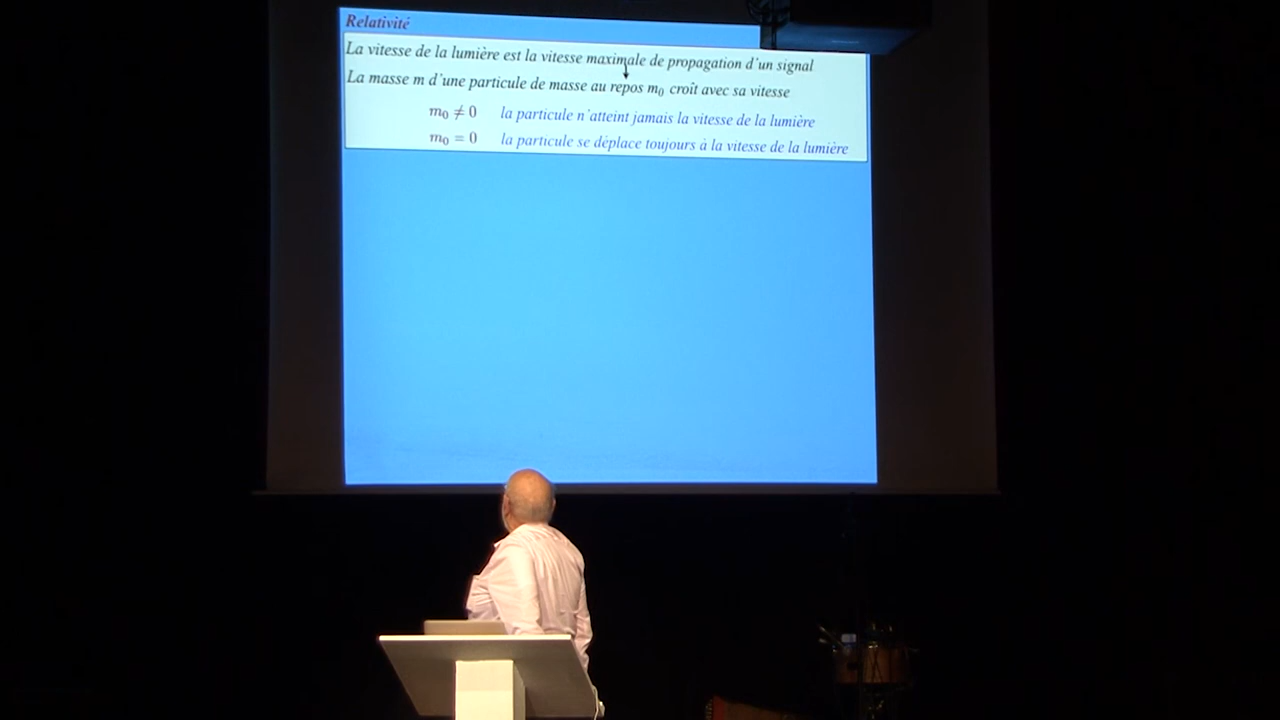 Relativité
La vitesse de la lumière est la vitesse maximale de propagation d'un signal
La masse m d'une particule de masse au repos m₀ croît avec sa vitesse
m₀ ≠ 0 la particule n'atteint jamais la vitesse de la lumière
m₀ = 0 la particule se déplace toujours à la vitesse de la lumière